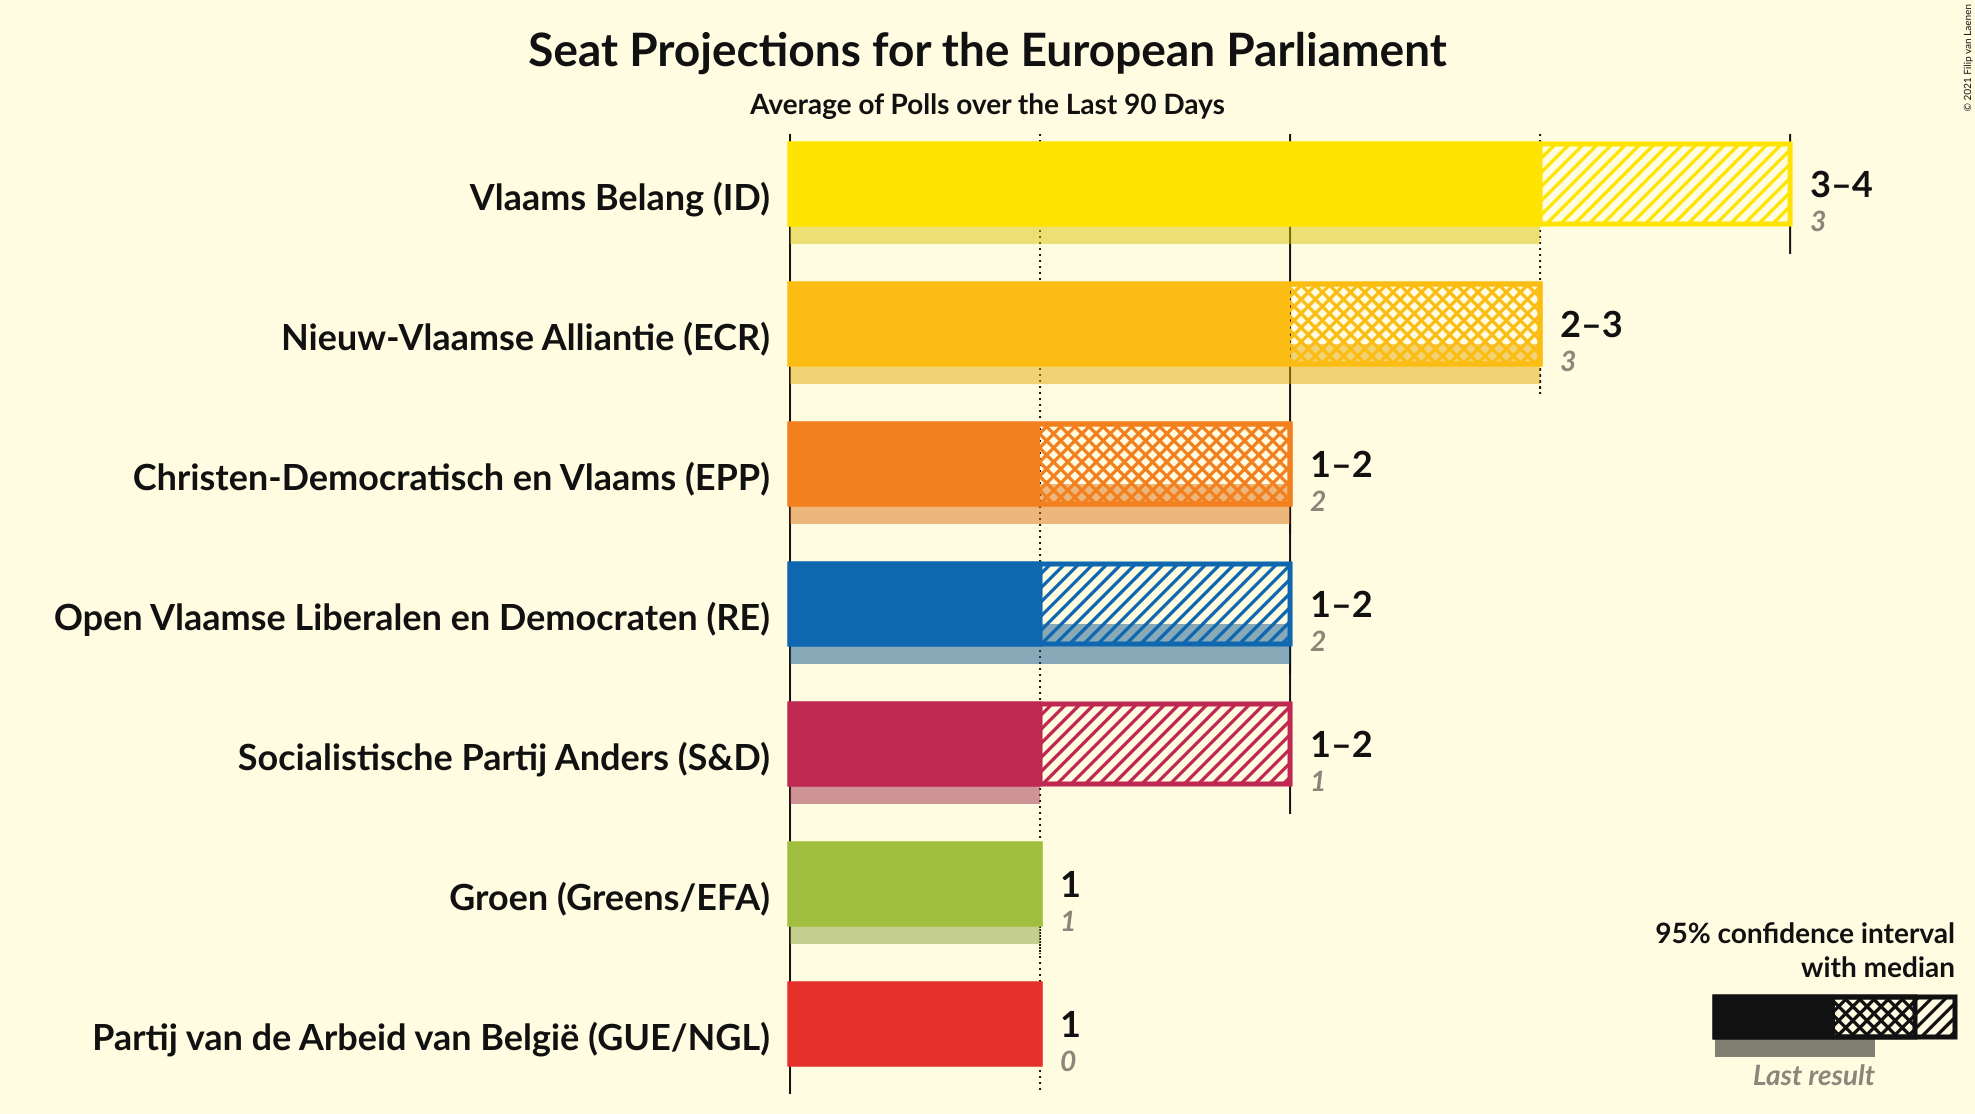 Seat Projections for the European Parliament
Average of Polls over the Last 90 Days
© 2021 Filip van Laenen
Vlaams Belang (ID)
3–4
3
Nieuw-Vlaamse Alliantie (ECR)
2–3
3
Christen-Democratisch en Vlaams (EPP)
1–2
2
Open Vlaamse Liberalen en Democraten (RE)
1–2
2
Socialistische Partij Anders (S&D)
1–2
1
Groen (Greens/EFA)
1
1
Partij van de Arbeid van België (GUE/NGL)
1
0
95% confidence interval
with median
Last result